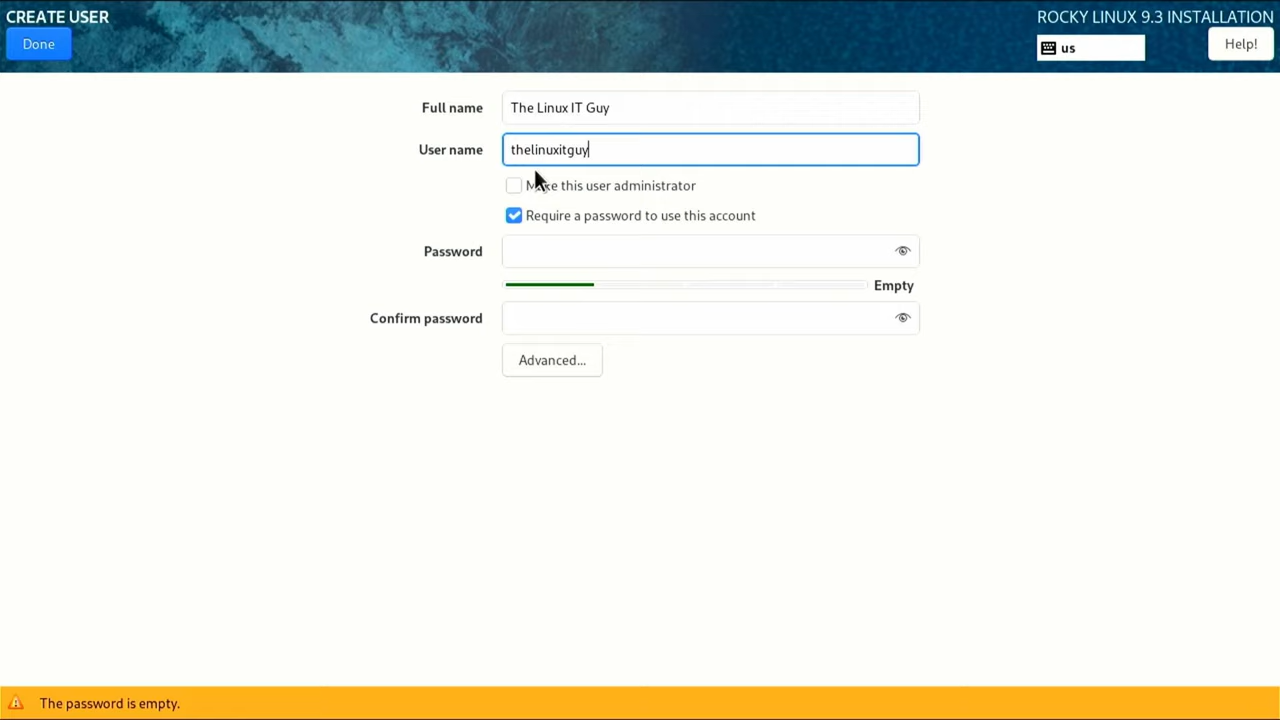 CREATE USER
ROCKY LINUX 9.3 INSTALLATION
Done
us
Help!
Full name
The Linux IT Guy
User name
thelinuxitguy
Make this user administrator
Require a password to use this account
Password
Empty
Confirm password
Advanced...
The password is empty.